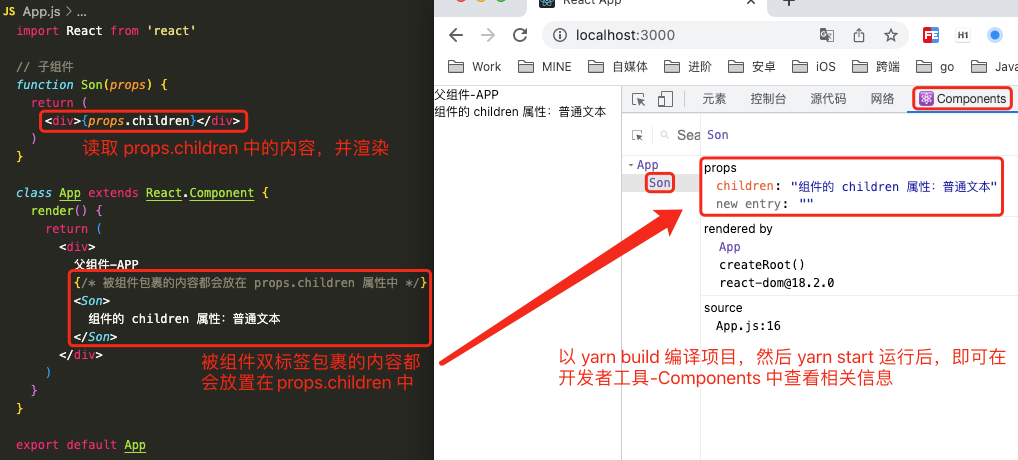 JS App.js > ...
import React from 'react'
// 子组件
function Son(props) {
return (
<div>{props.children}</div>
)
读取 props.children 中的内容，并渲染
}
class App extends React.Component {
render() {
return (
<div>
父组件-APP
{/* 被组件包裹的内容都会放在 props.children 属性中 */}
<Son>
组件的 children 属性：普通文本
</Son>
</div>
被组件双标签包裹的内容都
会放置在 props.children 中
)
}
}
export default App
React App
localhost:3000
H1
Work MINE 自媒体 进阶 安卓 iOS 跨端 go Java
父组件-APP
组件的 children 属性：普通文本
元素 控制台 源代码 网络 Components
Sea Son
App
Son
props
children: "组件的 children 属性：普通文本"
new entry: ""
rendered by
App
createRoot()
react-dom@18.2.0
source
App.js:16
以 yarn build 编译项目，然后 yarn start 运行后，即可在
开发者工具-Components 中查看相关信息